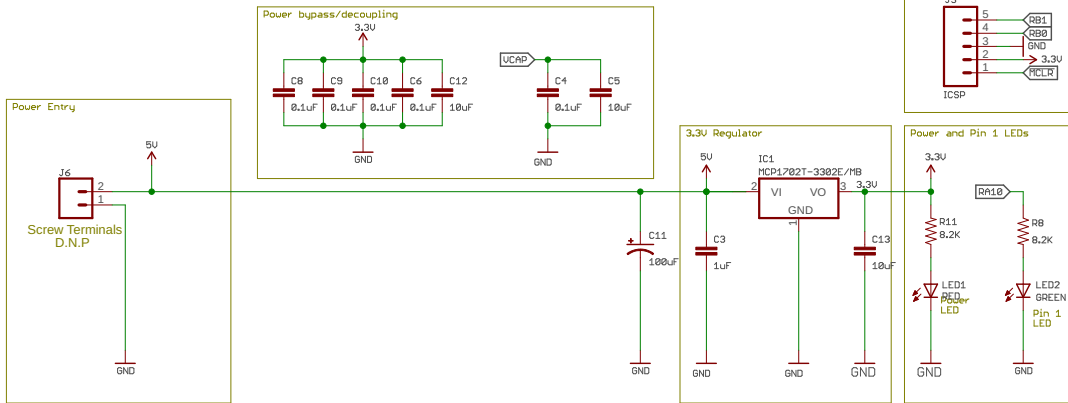 Power bypass/decoupling
3.3V
C8
C9
C10
C6
C12
0.1uF
0.1uF
0.1uF
0.1uF
10uF
GND
VCAP
C4
C5
0.1uF
10uF
GND
5
RB1
4
RB0
3
GND
2
3.3V
1
MCLR
ICSP
Power Entry
5V
J6
2
1
Screw Terminals
D.N.P
GND
C11
100uF
GND
3.3V Regulator
5V
IC1
MCP1702T-3302E/MB
2
VI
VO
3
3.3V
GND
1
C3
1uF
C13
10uF
GND
GND
GND
Power and Pin 1 LEDs
3.3V
RA10
R11
8.2K
R8
8.2K
LED1
RED
Power
LED
LED2
GREEN
Pin 1
LED
GND
GND